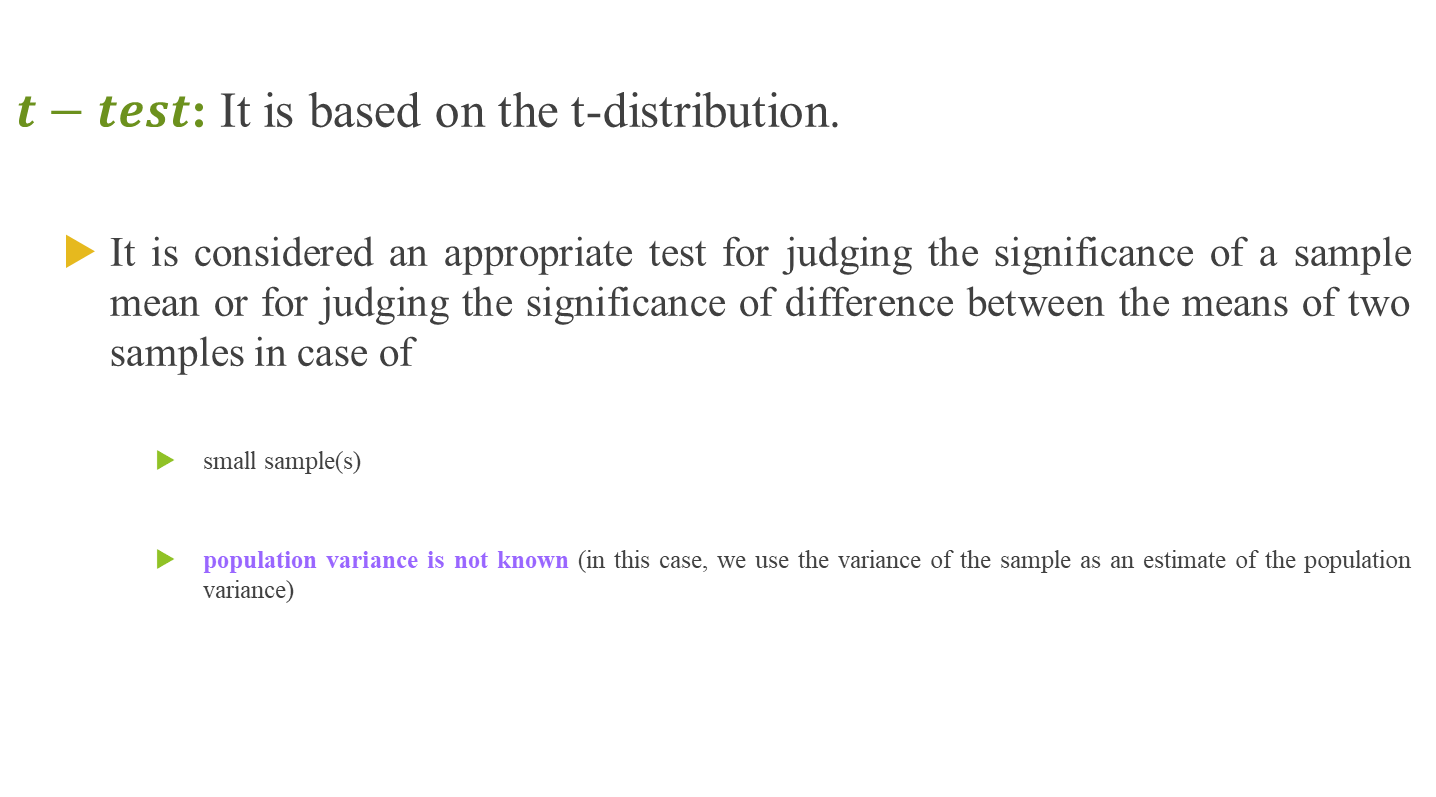 t − test: It is based on the t-distribution.
It is considered an appropriate test for judging the significance of a sample
mean or for judging the significance of difference between the means of two
samples in case of
small sample(s)
population variance is not known (in this case, we use the variance of the sample as an estimate of the population
variance)